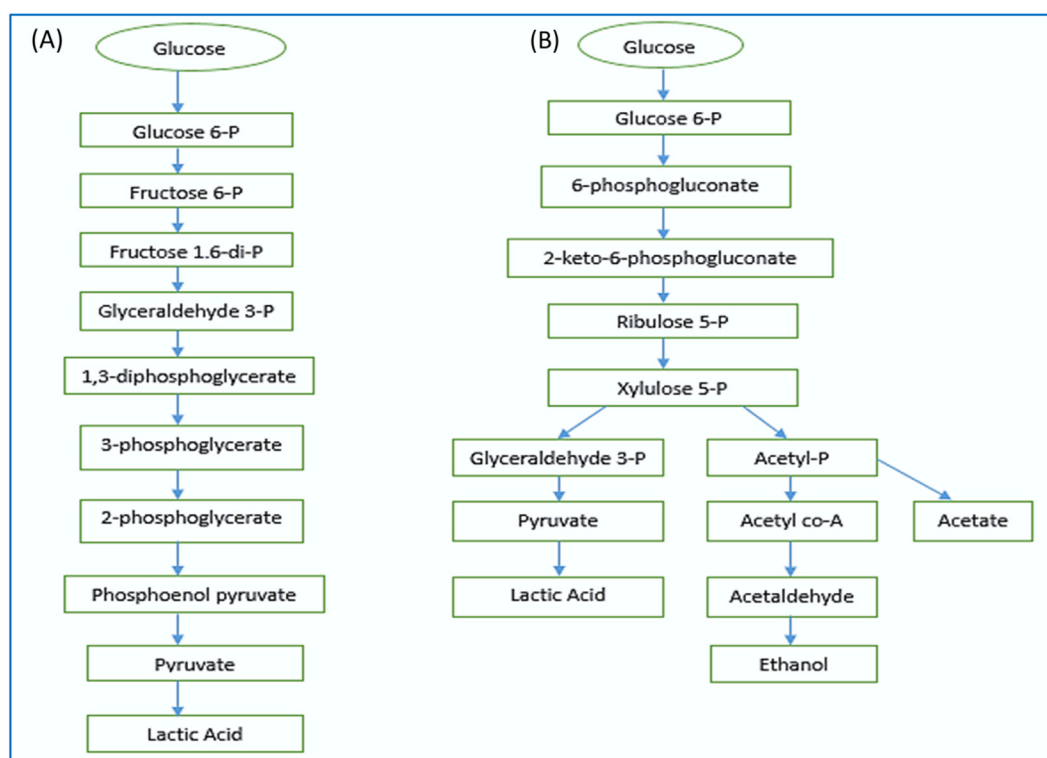 (A)
Glucose
Glucose 6-P
Fructose 6-P
Fructose 1.6-di-P
Glyceraldehyde 3-P
1,3-diphosphoglycerate
3-phosphoglycerate
2-phosphoglycerate
Phosphoenol pyruvate
Pyruvate
Lactic Acid
(B)
Glucose
Glucose 6-P
6-phosphogluconate
2-keto-6-phosphogluconate
Ribulose 5-P
Xylulose 5-P
Glyceraldehyde 3-P
Pyruvate
Lactic Acid
Acetyl-P
Acetyl co-A
Acetaldehyde
Ethanol
Acetate